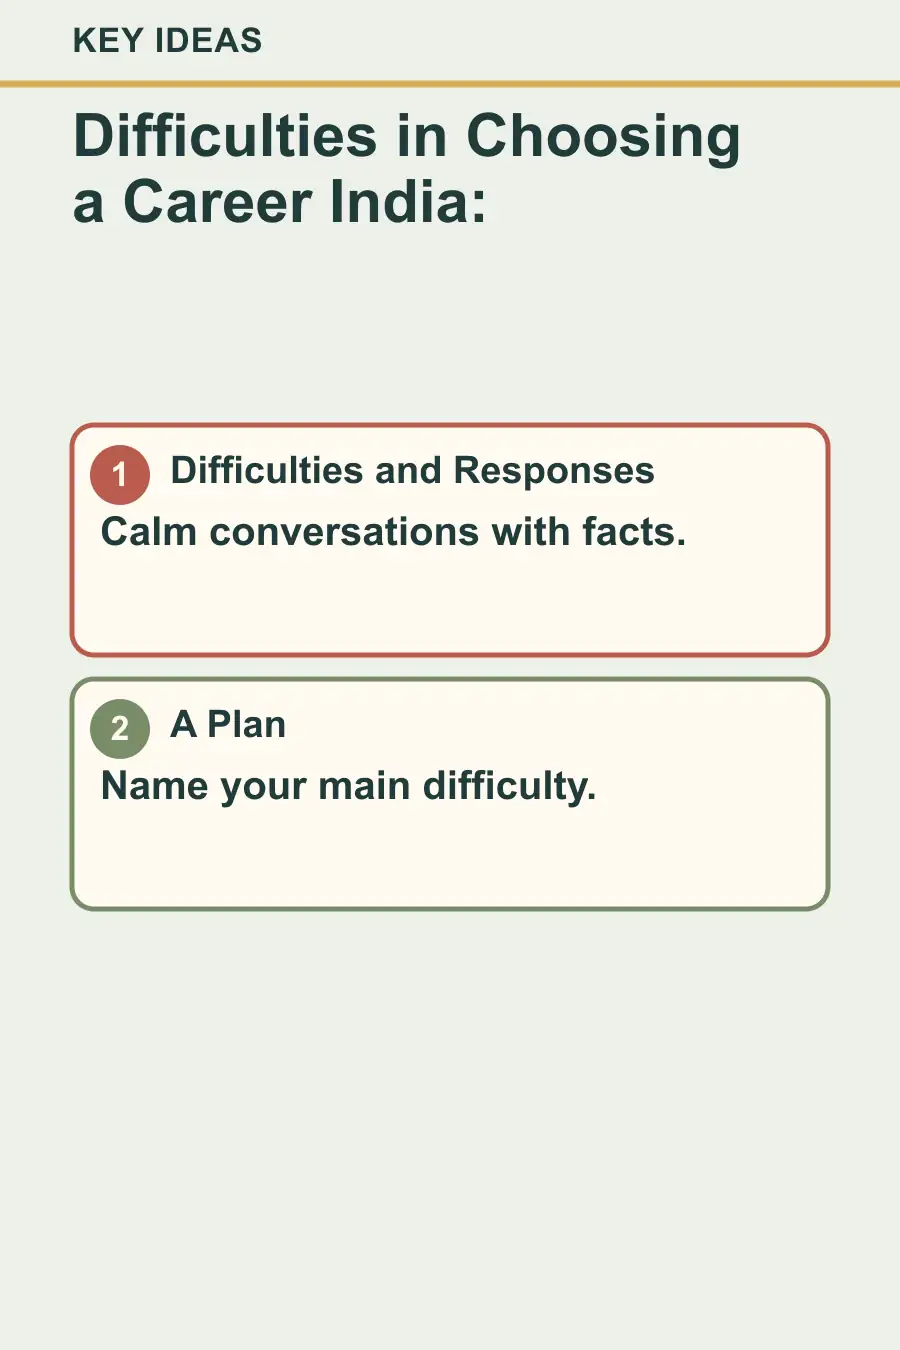 KEY IDEAS
Difficulties in Choosing
a Career India:
1 Difficulties and Responses
Calm conversations with facts.
2 A Plan
Name your main difficulty.